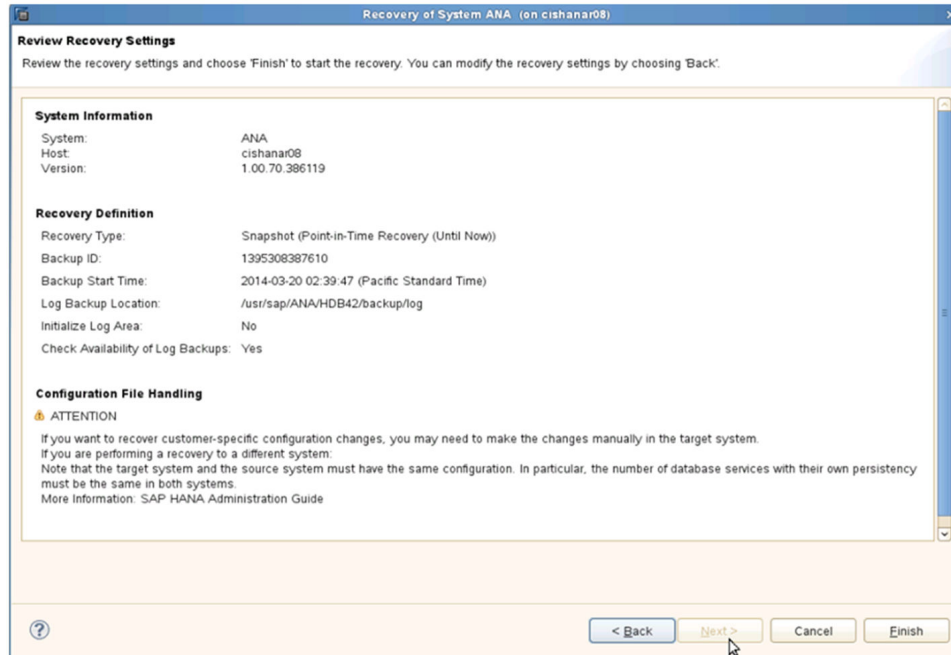 Recovery of System ANA (on cishanar08)
Review Recovery Settings
Review the recovery settings and choose 'Finish' to start the recovery. You can modify the recovery settings by choosing 'Back'.
System Information
System: ANA
Host: cishanar08
Version: 1.00.70.386119
Recovery Definition
Recovery Type: Snapshot (Point-in-Time Recovery (Until Now))
Backup ID: 1395308387610
Backup Start Time: 2014-03-20 02:39:47 (Pacific Standard Time)
Log Backup Location: /usr/sap/ANA/HDB42/backup/log
Initialize Log Area: No
Check Availability of Log Backups: Yes
Configuration File Handling
ATTENTION
If you want to recover customer-specific configuration changes, you may need to make the changes manually in the target system.
If you are performing a recovery to a different system:
Note that the target system and the source system must have the same configuration. In particular, the number of database services with their own persistency
must be the same in both systems.
More Information: SAP HANA Administration Guide
? < Back Next > Cancel Finish